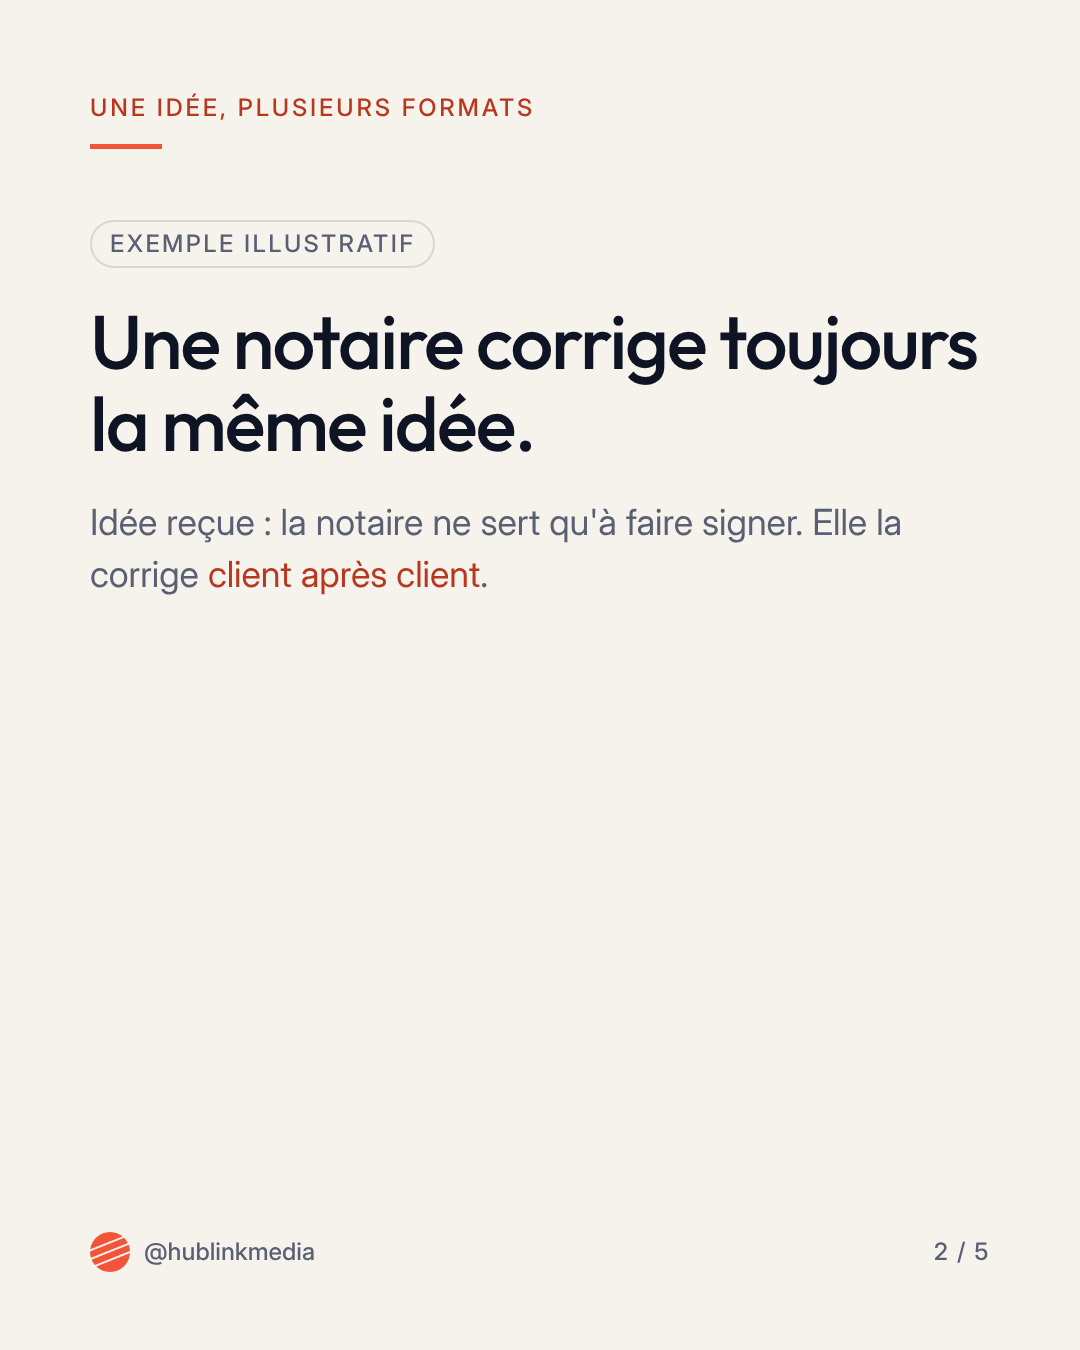 UNE IDÉE, PLUSIEURS FORMATS
EXEMPLE ILLUSTRATIF
Une notaire corrige toujours
la même idée.
Idée reçue : la notaire ne sert qu'à faire signer. Elle la
corrige client après client.
@hublinkmedia
2 / 5